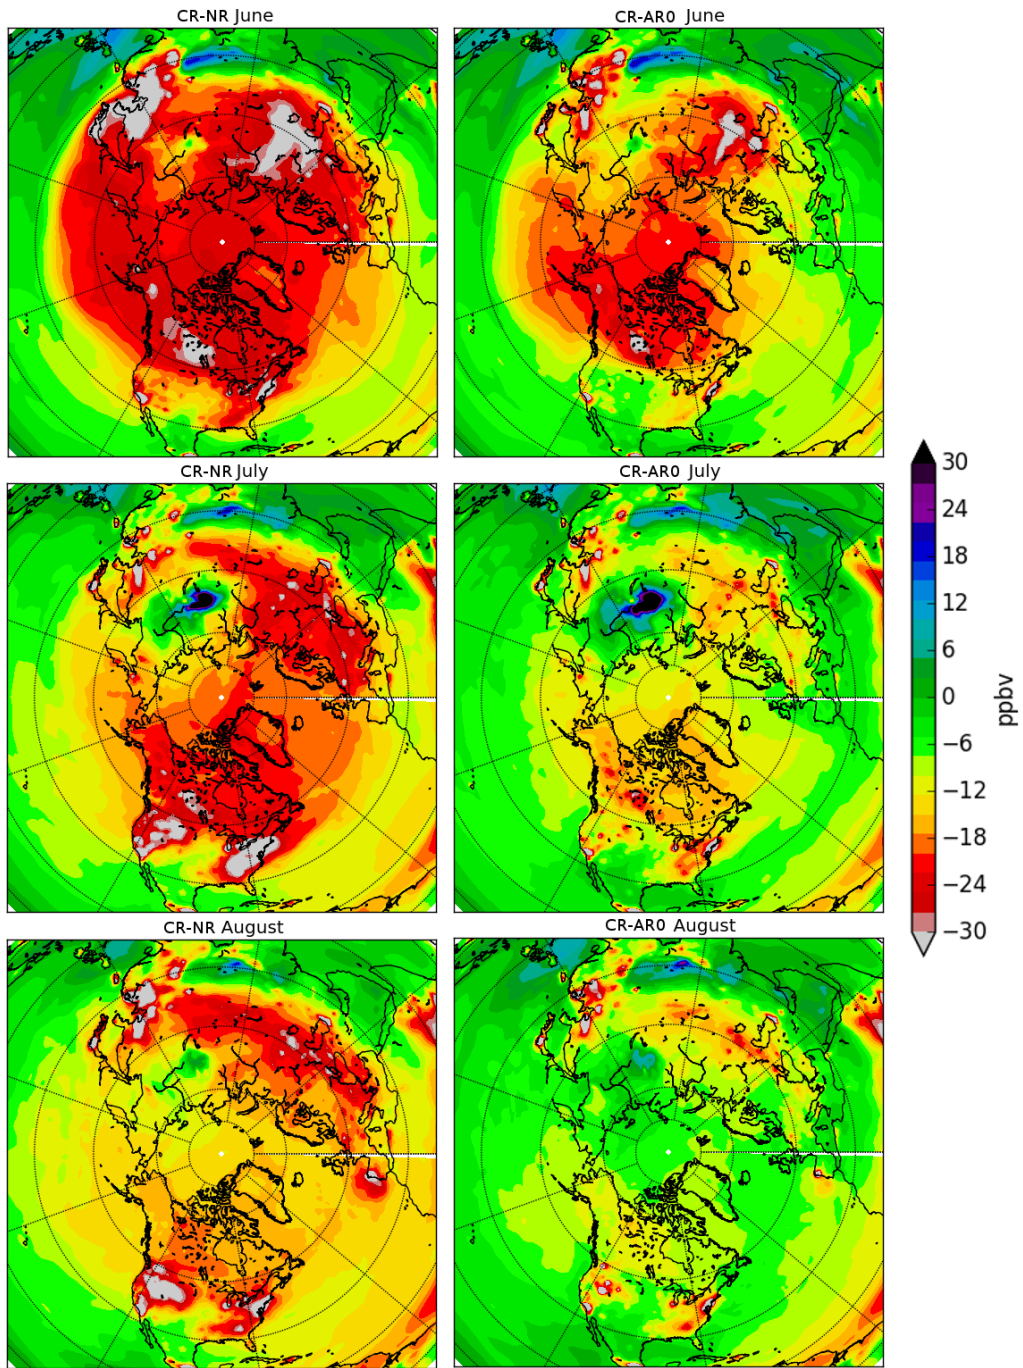 CR-NR June
CR-AR0 June
CR-NR July
CR-AR0 July
30
24
18
12
6
0
−6
−12
−18
−24
−30
ppbv
CR-NR August
CR-AR0 August